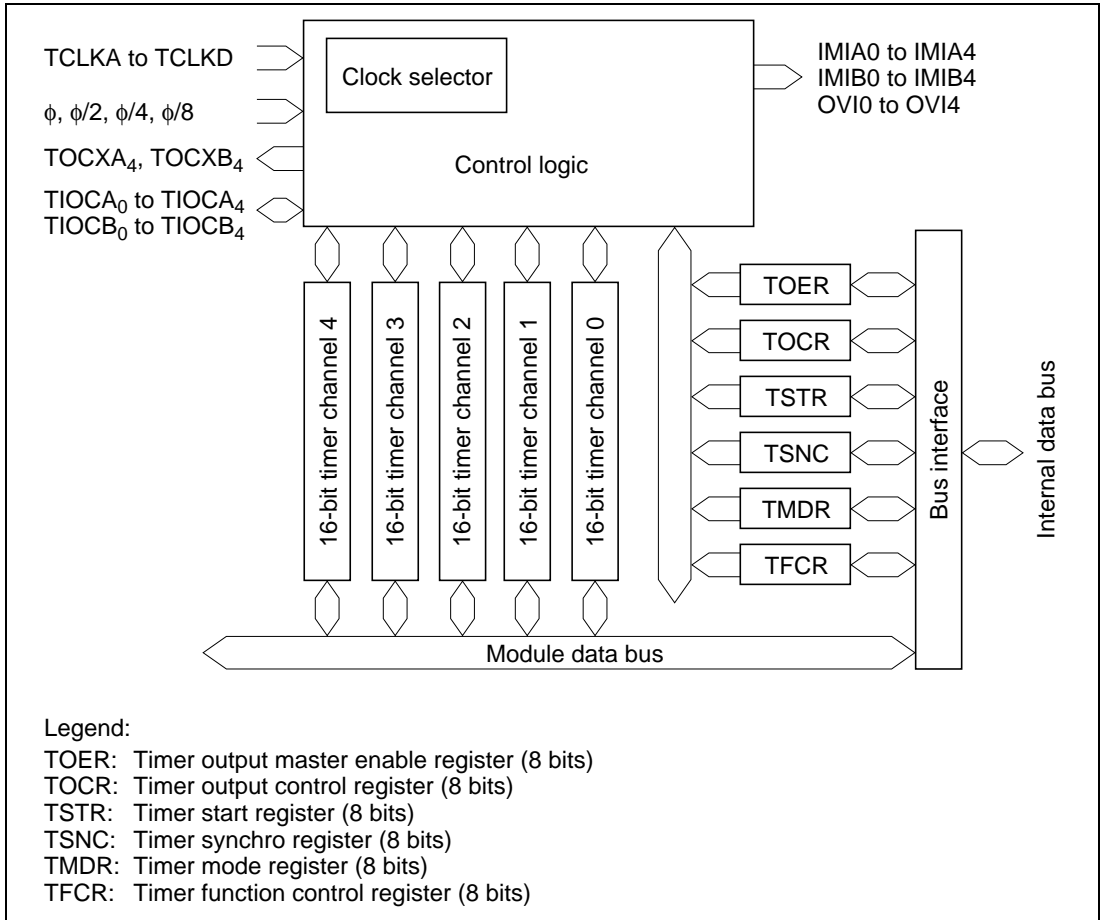 TCLKA to TCLKD
ϕ, ϕ/2, ϕ/4, ϕ/8
TOCXA4, TOCXB4
TIOCA0 to TIOCA4
TIOCB0 to TIOCB4
Clock selector
Control logic
IMIA0 to IMIA4
IMIB0 to IMIB4
OVI0 to OVI4
16-bit timer channel 4
16-bit timer channel 3
16-bit timer channel 2
16-bit timer channel 1
16-bit timer channel 0
TOER
TOCR
TSTR
TSNC
TMDR
TFCR
Bus interface
Internal data bus
Module data bus
Legend:
TOER: Timer output master enable register (8 bits)
TOCR: Timer output control register (8 bits)
TSTR: Timer start register (8 bits)
TSNC: Timer synchro register (8 bits)
TMDR: Timer mode register (8 bits)
TFCR: Timer function control register (8 bits)